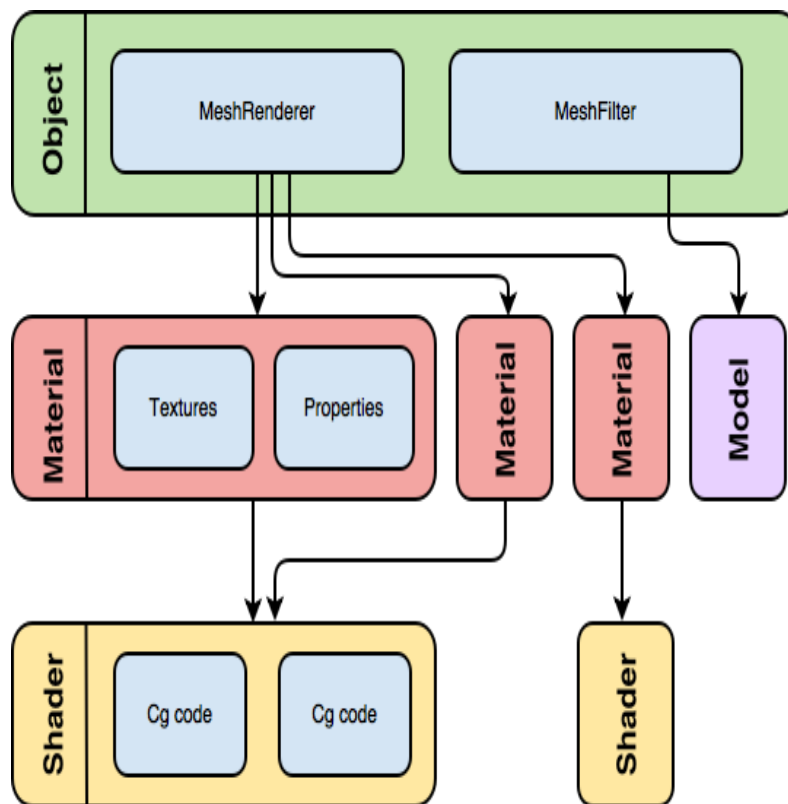 Object
MeshRenderer
MeshFilter
Material
Textures
Properties
Material
Material
Model
Shader
Cg code
Cg code
Shader